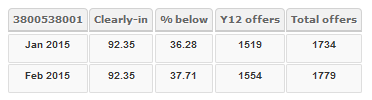 3800538001 Clearly-in % below Y12 offers Total offers
Jan 2015 92.35 36.28 1519 1734
Feb 2015 92.35 37.71 1554 1779